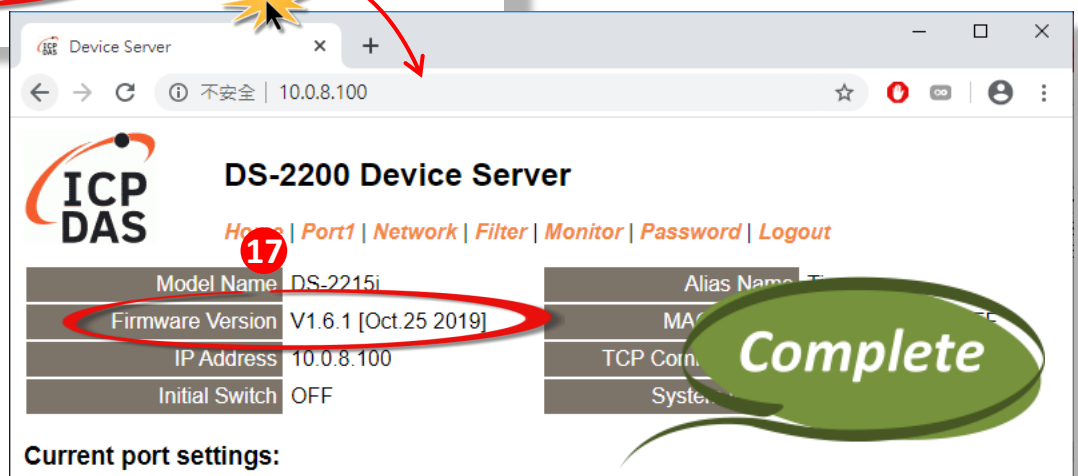 ICP DAS Device Server
不安全 | 10.0.8.100
ICP DAS
DS-2200 Device Server
Home | Port1 | Network | Filter | Monitor | Password | Logout
17
Model Name DS-2215i Alias Name
Firmware Version V1.6.1 [Oct.25 2019]
IP Address 10.0.8.100 TCP
Initial Switch OFF
Complete
Current port settings: